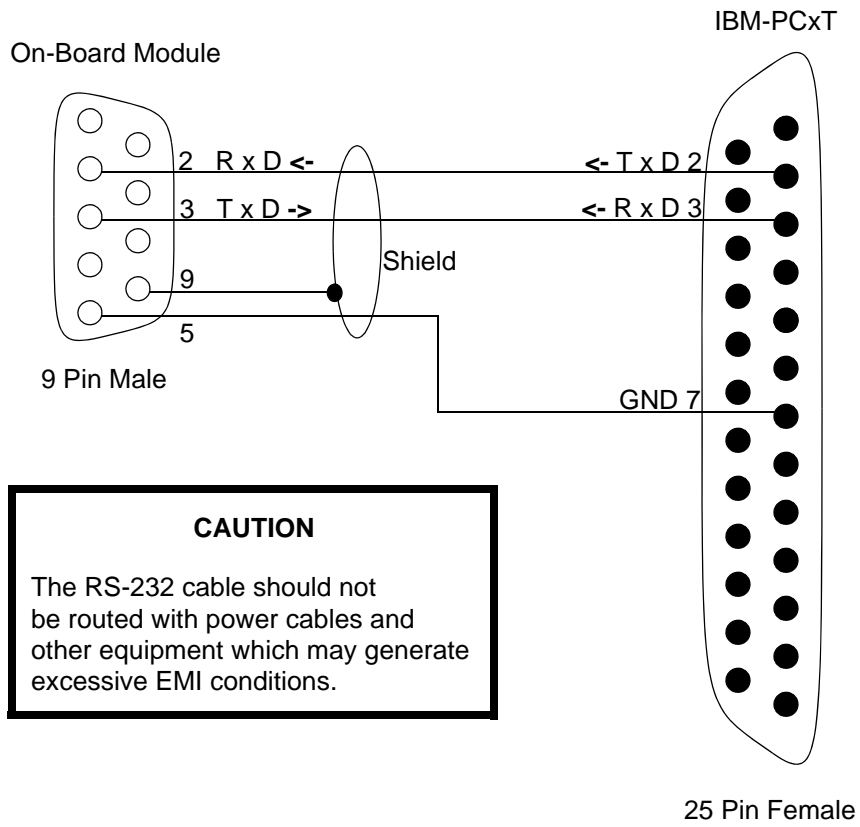 IBM-PCxT
On-Board Module
2 R x D <-
<- T x D 2
3 T x D ->
<- R x D 3
Shield
9
5
9 Pin Male
GND 7
CAUTION
The RS-232 cable should not
be routed with power cables and
other equipment which may generate
excessive EMI conditions.
25 Pin Female